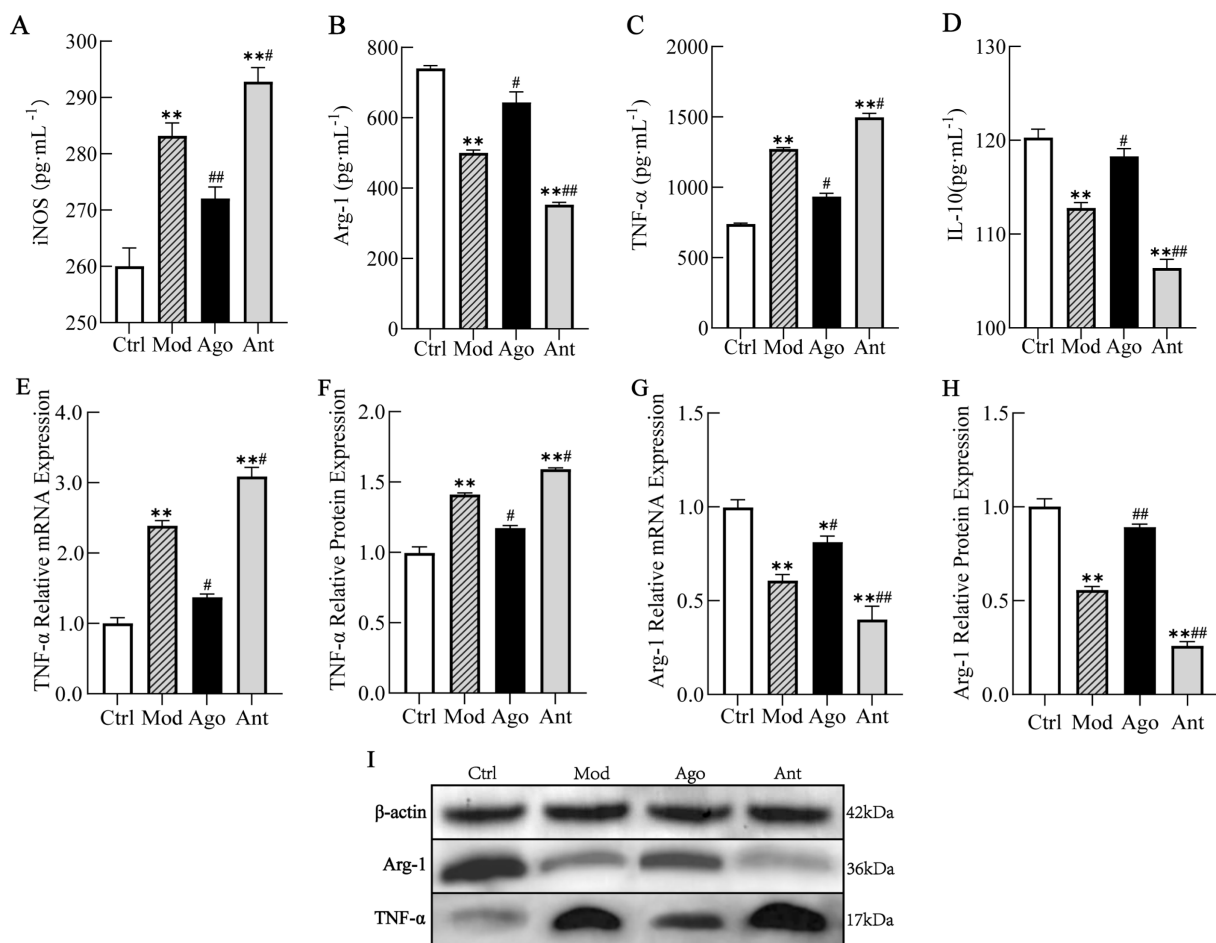 A
iNOS (pg·mL⁻¹)
300
290
280
270
260
250
**
##
**#
Ctrl Mod Ago Ant
B
Arg-1 (pg·mL⁻¹)
800
600
400
200
0
**
#
**##
Ctrl Mod Ago Ant
C
TNF-α (pg·mL⁻¹)
2000
1500
1000
500
0
**
#
**#
Ctrl Mod Ago Ant
D
IL-10(pg·mL⁻¹)
130
120
110
106
100
**
#
**##
Ctrl Mod Ago Ant
E
TNF-α Relative mRNA Expression
4.0
3.0
2.0
1.0
0.0
**
#
**#
Ctrl Mod Ago Ant
F
TNF-α Relative Protein Expression
2.0
1.5
1.0
0.5
0.0
**
#
**#
Ctrl Mod Ago Ant
G
Arg-1 Relative mRNA Expression
1.5
1.0
0.5
0.0
**
*#
**##
Ctrl Mod Ago Ant
H
Arg-1 Relative Protein Expression
1.5
1.0
0.5
0.0
**
##
**##
Ctrl Mod Ago Ant
I
Ctrl Mod Ago Ant
β-actin 42kDa
Arg-1 36kDa
TNF-α 17kDa